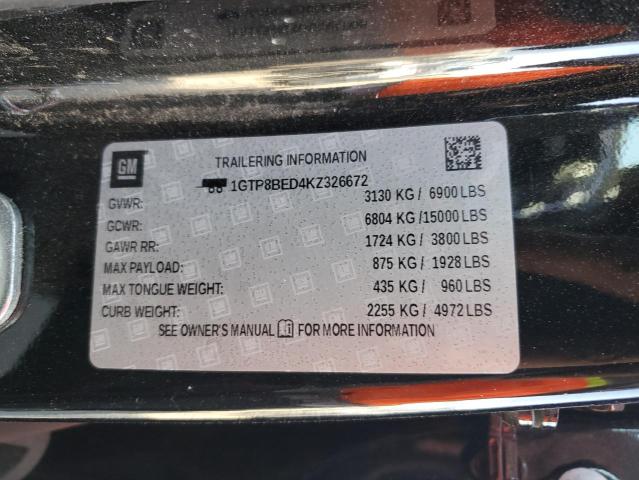 GM
TRAILERING INFORMATION
1GTP8BED4KZ326672
GVWR: 3130 KG / 6900 LBS
GCWR: 6804 KG /15000 LBS
GAWR RR: 1724 KG / 3800 LBS
MAX PAYLOAD: 875 KG / 1928 LBS
MAX TONGUE WEIGHT: 435 KG / 960 LBS
CURB WEIGHT: 2255 KG / 4972 LBS
SEE OWNER'S MANUAL FOR MORE INFORMATION